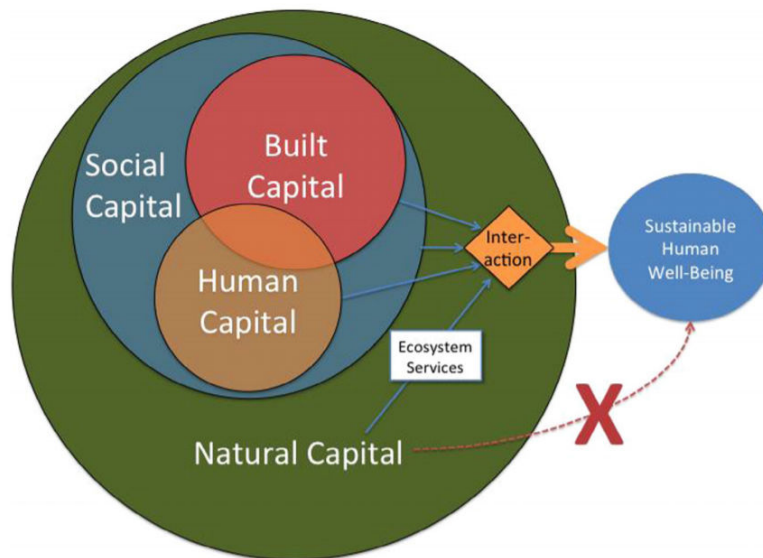 Social
Capital
Built
Capital
Human
Capital
Inter-
action
Sustainable
Human
Well-Being
Ecosystem
Services
Natural Capital
X